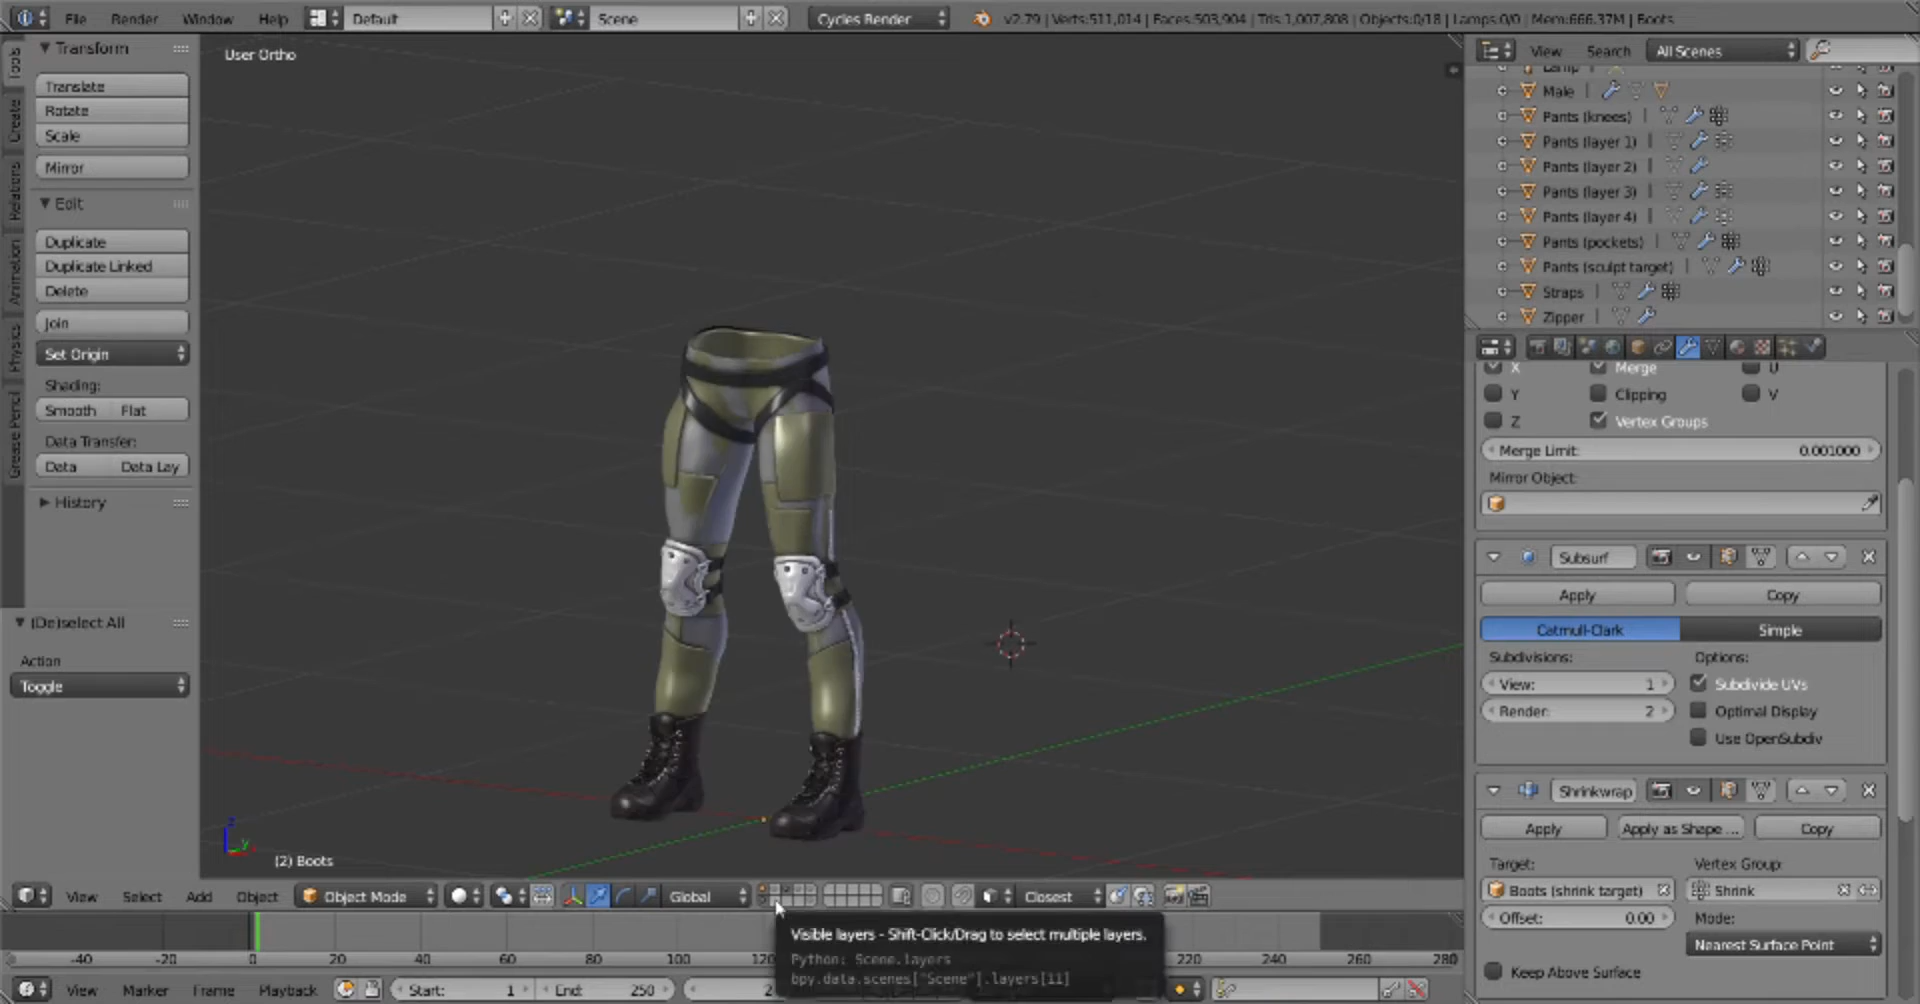 File Render Window Help Default Scene Cycles Render v2.79 | Verts:511,014 | Faces:503,904 | Tris:1,007,808 | Objects:0/18 | Lamps:0/0 | Mem:666.37M | Boots
Tools
Create
Relations
Animation
Physics
Grease Pencil
Transform
Translate
Rotate
Scale
Mirror
Edit
Duplicate
Duplicate Linked
Delete
Join
Set Origin
Shading:
Smooth Flat
Data Transfer:
Data Data Lay
History
(De)select All
Action
Toggle
User Ortho
(2) Boots
View Search All Scenes
Lamp
Male
Pants (knees)
Pants (layer 1)
Pants (layer 2)
Pants (layer 3)
Pants (layer 4)
Pants (pockets)
Pants (sculpt target)
Straps
Zipper
X Merge U
Y Clipping V
Z Vertex Groups
Merge Limit: 0.001000
Mirror Object:
Subsurf
Apply Copy
Catmull-Clark Simple
Subdivisions: Options:
View: 1 Subdivide UVs
Render: 2 Optimal Display
Use OpenSubdiv
Shrinkwrap
Apply Apply as Shape ... Copy
Target: Vertex Group:
Boots (shrink target) Shrink
Offset: 0.00 Mode:
Nearest Surface Point
Keep Above Surface
View Select Add Object Object Mode Global Closest
Visible layers - Shift-Click/Drag to select multiple layers.
Python: Scene.layers
bpy.data.scenes["Scene"].layers[11]
-40 -20 0 20 40 60 80 100 220 240 260 280
View Marker Frame Playback Start: 1 End: 250